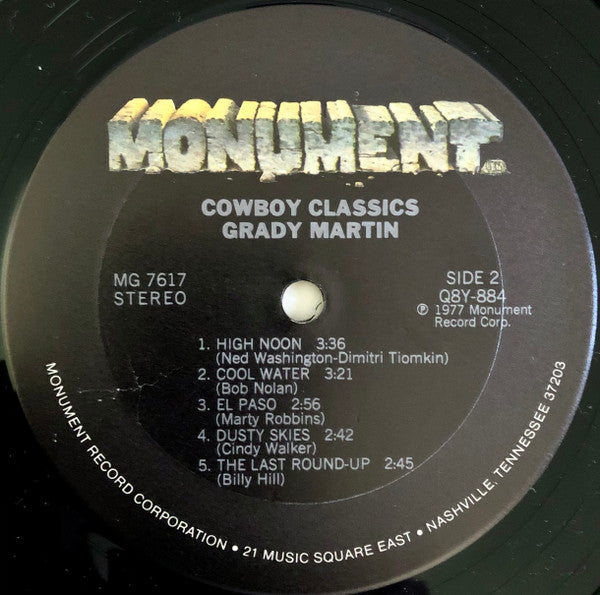 MONUMENT
COWBOY CLASSICS
GRADY MARTIN
MG 7617
STEREO
SIDE 2
Q8Y-884
℗ 1977 Monument
Record Corp.
1. HIGH NOON 3:36
(Ned Washington-Dimitri Tiomkin)
2. COOL WATER 3:21
(Bob Nolan)
3. EL PASO 2:56
(Marty Robbins)
4. DUSTY SKIES 2:42
(Cindy Walker)
5. THE LAST ROUND-UP 2:45
(Billy Hill)
MONUMENT RECORD CORPORATION • 21 MUSIC SQUARE EAST • NASHVILLE, TENNESSEE 37203